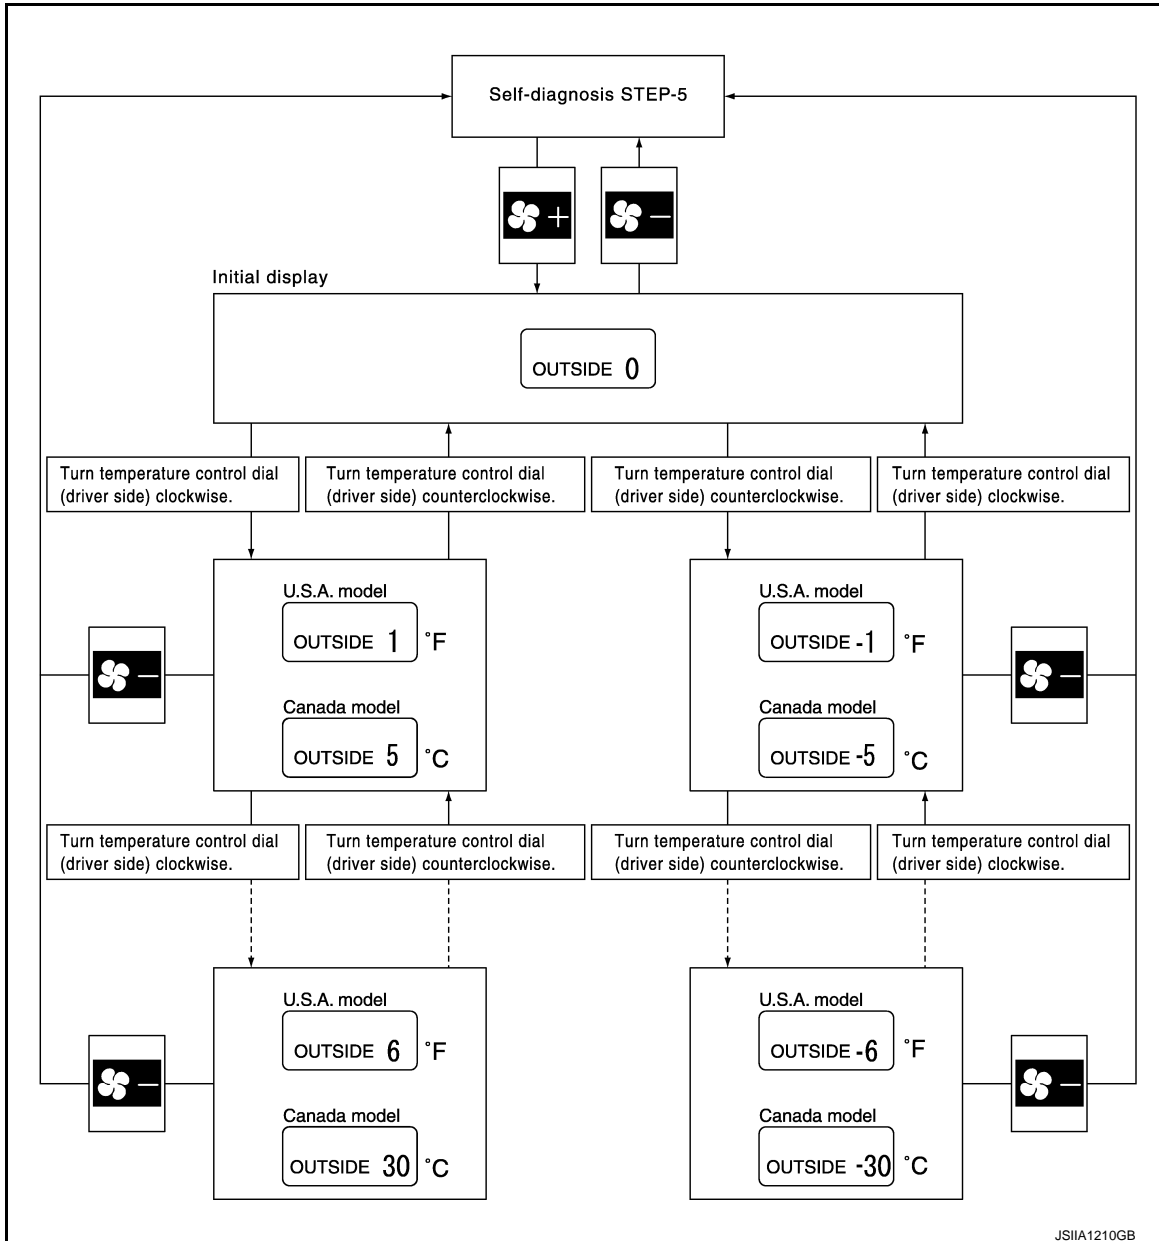 Self-diagnosis STEP-5
+
−
Initial display
OUTSIDE 0
Turn temperature control dial
(driver side) clockwise.
Turn temperature control dial
(driver side) counterclockwise.
Turn temperature control dial
(driver side) counterclockwise.
Turn temperature control dial
(driver side) clockwise.
U.S.A. model
OUTSIDE 1 °F
Canada model
OUTSIDE 5 °C
−
U.S.A. model
OUTSIDE -1 °F
Canada model
OUTSIDE -5 °C
−
Turn temperature control dial
(driver side) clockwise.
Turn temperature control dial
(driver side) counterclockwise.
Turn temperature control dial
(driver side) counterclockwise.
Turn temperature control dial
(driver side) clockwise.
U.S.A. model
OUTSIDE 6 °F
Canada model
OUTSIDE 30 °C
−
U.S.A. model
OUTSIDE -6 °F
Canada model
OUTSIDE -30 °C
−
JSIIA1210GB